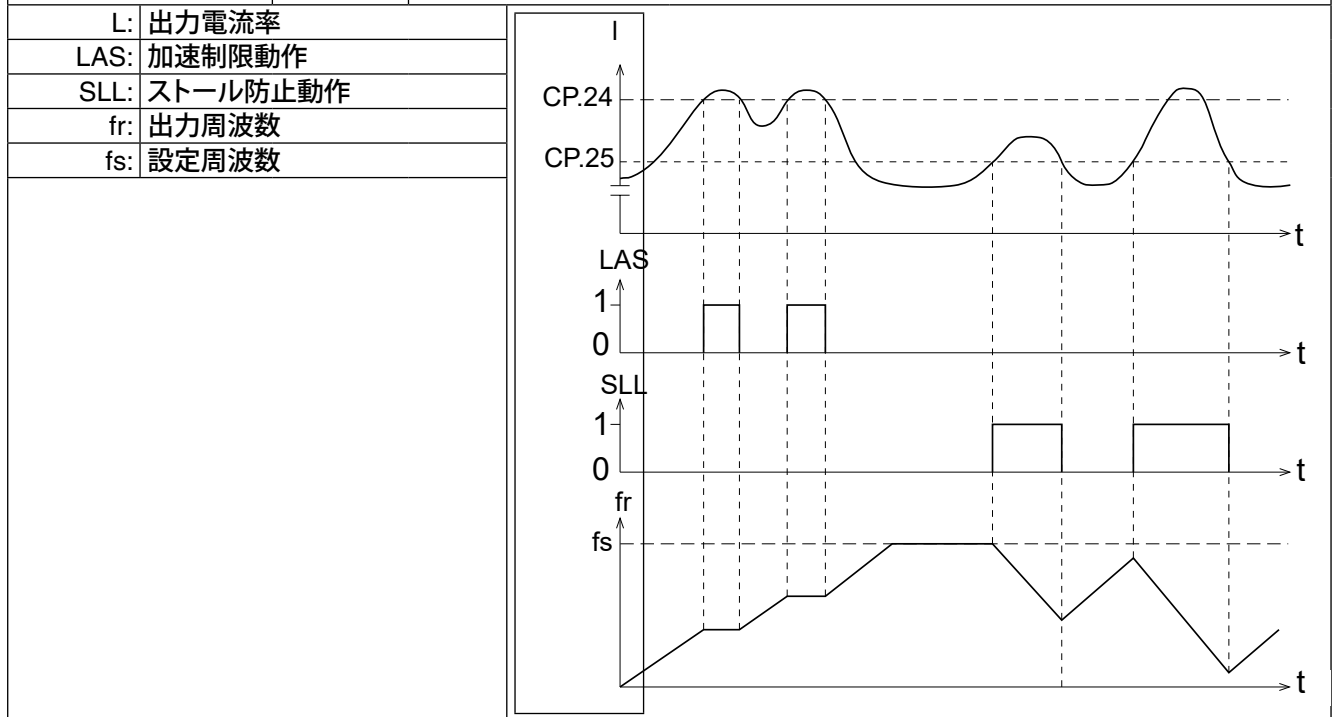 L: 出力電流率
LAS: 加速制限動作
SLL: ストール防止動作
fr: 出力周波数
fs: 設定周波数
I
CP.24
CP.25
t
LAS
1
0
t
SLL
1
0
t
fr
fs
t